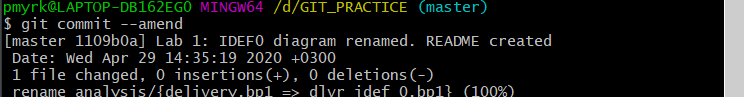 pmyrk@LAPTOP-DB162EG0 MINGW64 /d/GIT_PRACTICE (master)
$ git commit --amend
[master 1109b0a] Lab 1: IDEF0 diagram renamed. README created
 Date: Wed Apr 29 14:35:19 2020 +0300
 1 file changed, 0 insertions(+), 0 deletions(-)
 rename analysis/{delivery.bp1 => dlvr_idef_0.bp1} (100%)